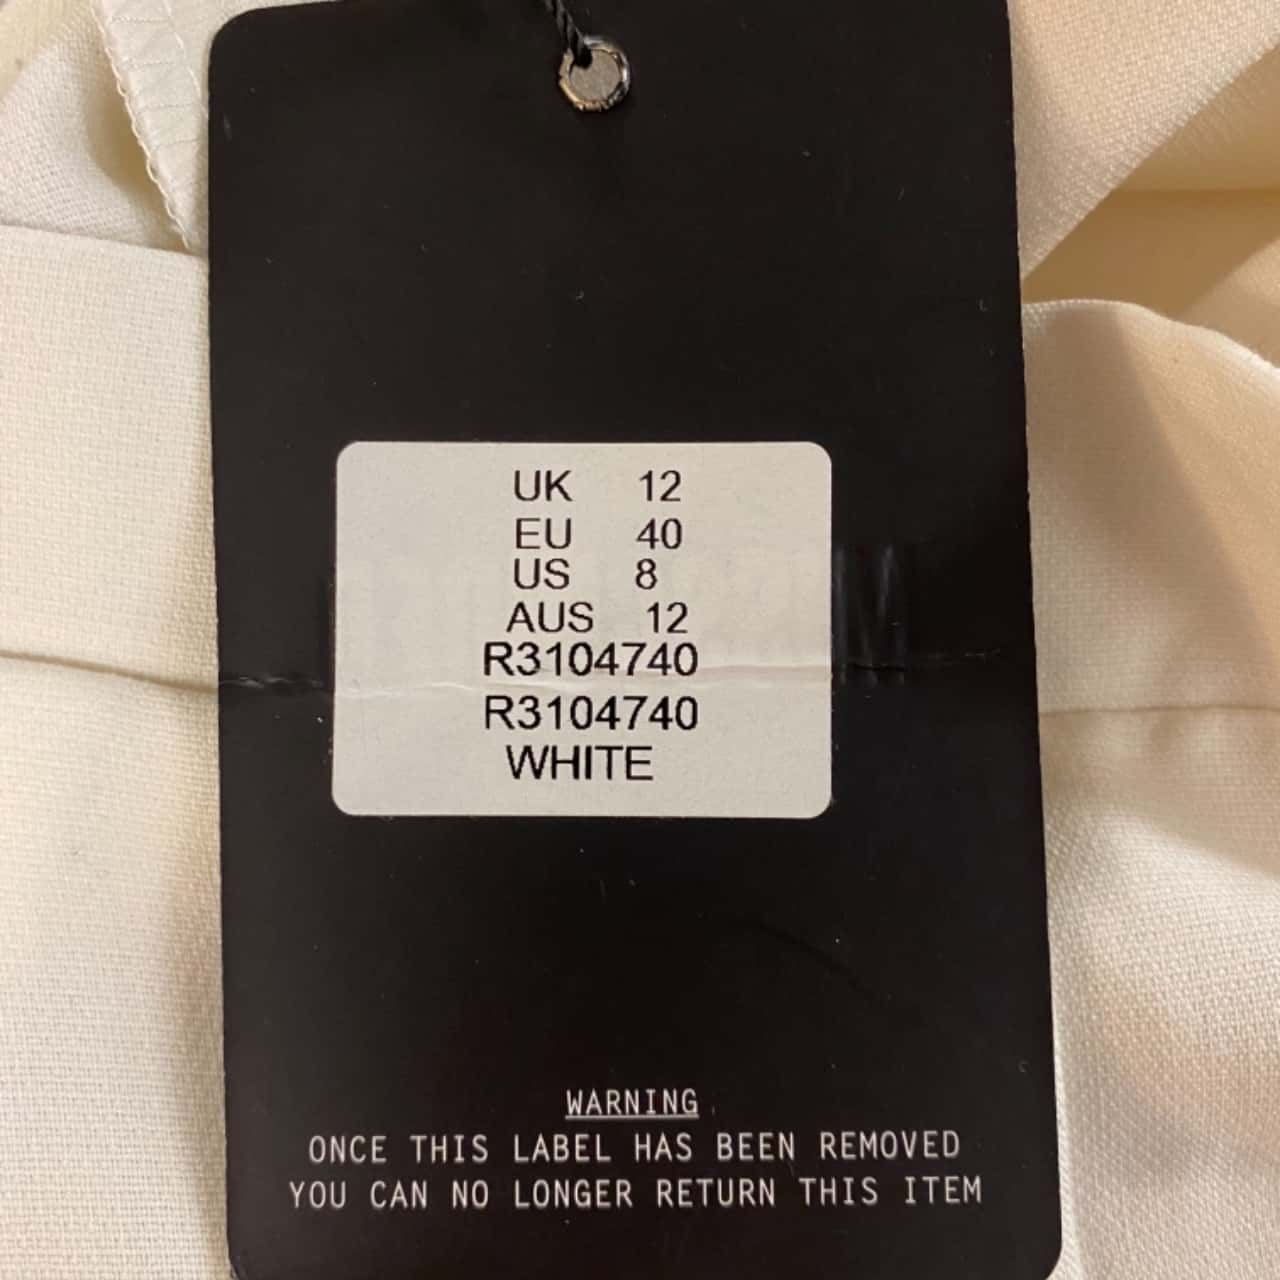 UK 12
EU 40
US 8
AUS 12
R3104740
R3104740
WHITE
WARNING
ONCE THIS LABEL HAS BEEN REMOVED
YOU CAN NO LONGER RETURN THIS ITEM